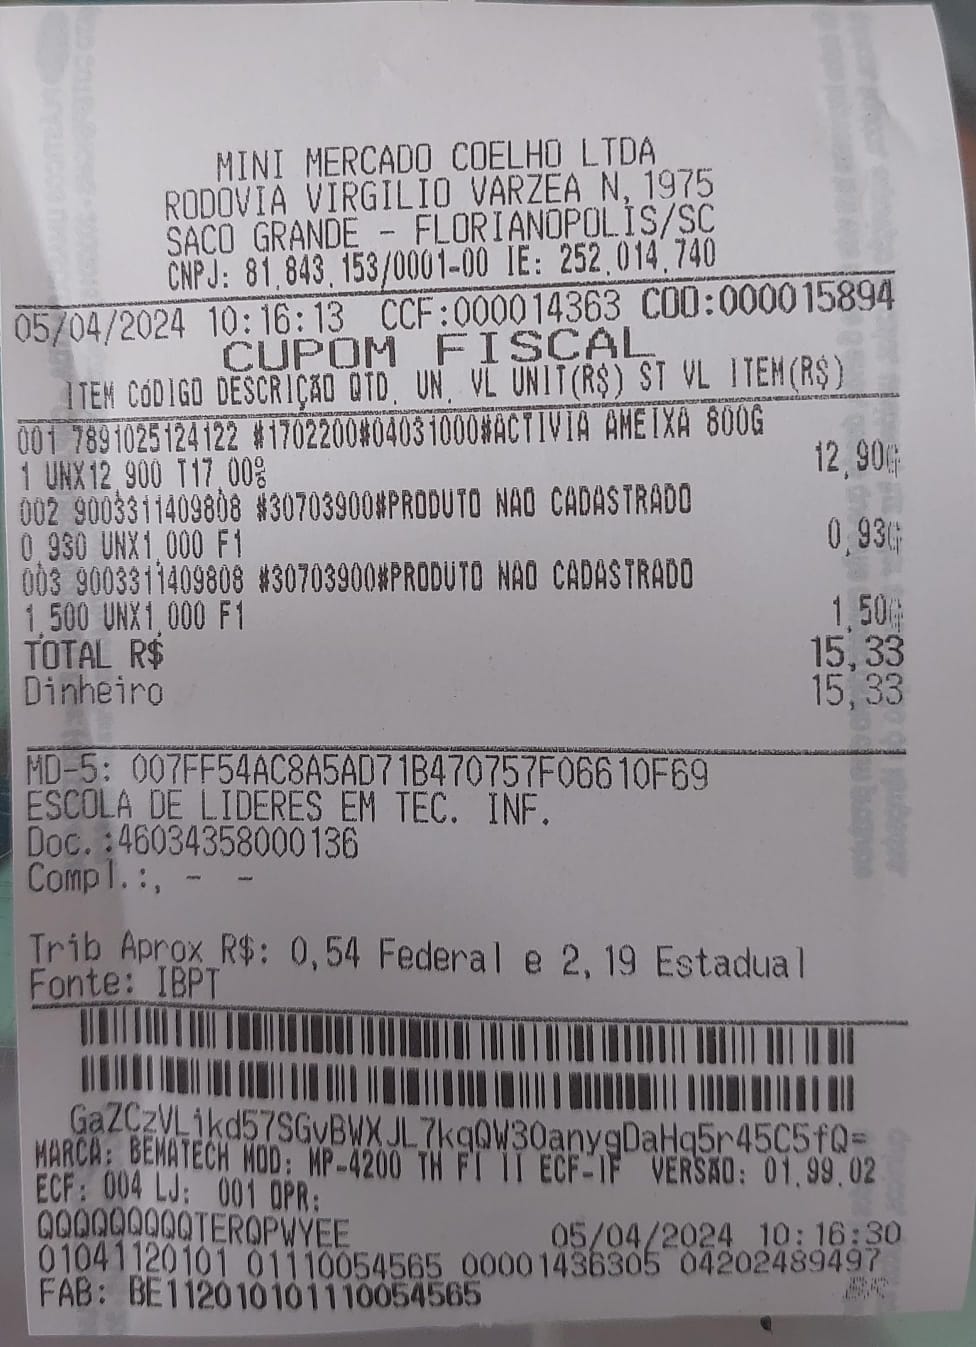 MINI MERCADO COELHO LTDA
RODOVIA VIRGILIO VARZEA N, 1975
SACO GRANDE - FLORIANOPOLIS/SC
CNPJ: 81.843.153/0001-00 IE: 252.014.740
05/04/2024 10:16:13 CCF:000014363 COO:000015894
CUPOM FISCAL
ITEM CÓDIGO DESCRIÇÃO QTD. UN. VL UNIT(R$) ST VL ITEM(R$)
001 7891025124122 #1702200#04031000#ACTIVIA AMEIXA 800G
1 UNX12,900 T17,00% 12,90G
002 9003311409808 #30703900#PRODUTO NAO CADASTRADO
0,930 UNX1,000 F1 0,93G
003 9003311409808 #30703900#PRODUTO NAO CADASTRADO
1,500 UNX1,000 F1 1,50G
TOTAL R$ 15,33
Dinheiro 15,33
MD-5: 007FF54AC8A5AD71B470757F06610F69
ESCOLA DE LIDERES EM TEC. INF.
Doc.:46034358000136
Compl.:, - -
Trib Aprox R$: 0,54 Federal e 2,19 Estadual
Fonte: IBPT
GaZCzVLikd57SGvBWXJL7kqQW3OanygDaHq5r45C5fQ=
MARCA: BEMATECH MOD: MP-4200 TH FI II ECF-IF VERSÃO: 01.99.02
ECF: 004 LJ: 001 OPR:
QQQQQQQQQTERQPWYEE 05/04/2024 10:16:30
01041120101 01110054565 00001436305 04202489497
FAB: BE112010101110054565 BR